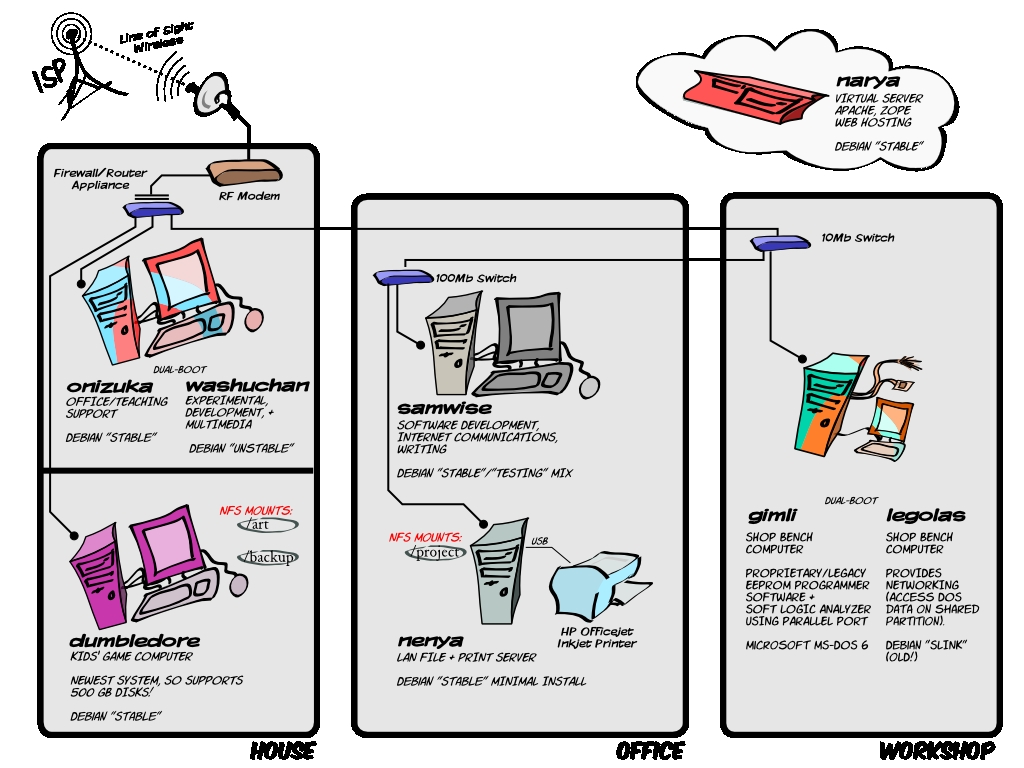 Line of Sight
Wireless
ISP
narya
VIRTUAL SERVER
APACHE, ZOPE
WEB HOSTING
DEBIAN "STABLE"
Firewall/Router
Appliance
RF Modem
DUAL-BOOT
onizuka
OFFICE/TEACHING
SUPPORT
DEBIAN "STABLE"
washuchan
EXPERIMENTAL,
DEVELOPMENT, +
MULTIMEDIA
DEBIAN "UNSTABLE"
NFS MOUNTS:
/art
/backup
dumbledore
KIDS' GAME COMPUTER
NEWEST SYSTEM, SO SUPPORTS
500 GB DISKS!
DEBIAN "STABLE"
HOUSE
100Mb Switch
samwise
SOFTWARE DEVELOPMENT,
INTERNET COMMUNICATIONS,
WRITING
DEBIAN "STABLE"/"TESTING" MIX
NFS MOUNTS:
/project
USB
HP Officejet
Inkjet Printer
nenya
LAN FILE + PRINT SERVER
DEBIAN "STABLE" MINIMAL INSTALL
OFFICE
10Mb Switch
DUAL-BOOT
gimli
SHOP BENCH
COMPUTER
PROPRIETARY/LEGACY
EEPROM PROGRAMMER
SOFTWARE +
SOFT LOGIC ANALYZER
USING PARALLEL PORT
MICROSOFT MS-DOS 6
legolas
SHOP BENCH
COMPUTER
PROVIDES
NETWORKING
(ACCESS DOS
DATA ON SHARED
PARTITION).
DEBIAN "SLINK"
(OLD!)
WORKSHOP